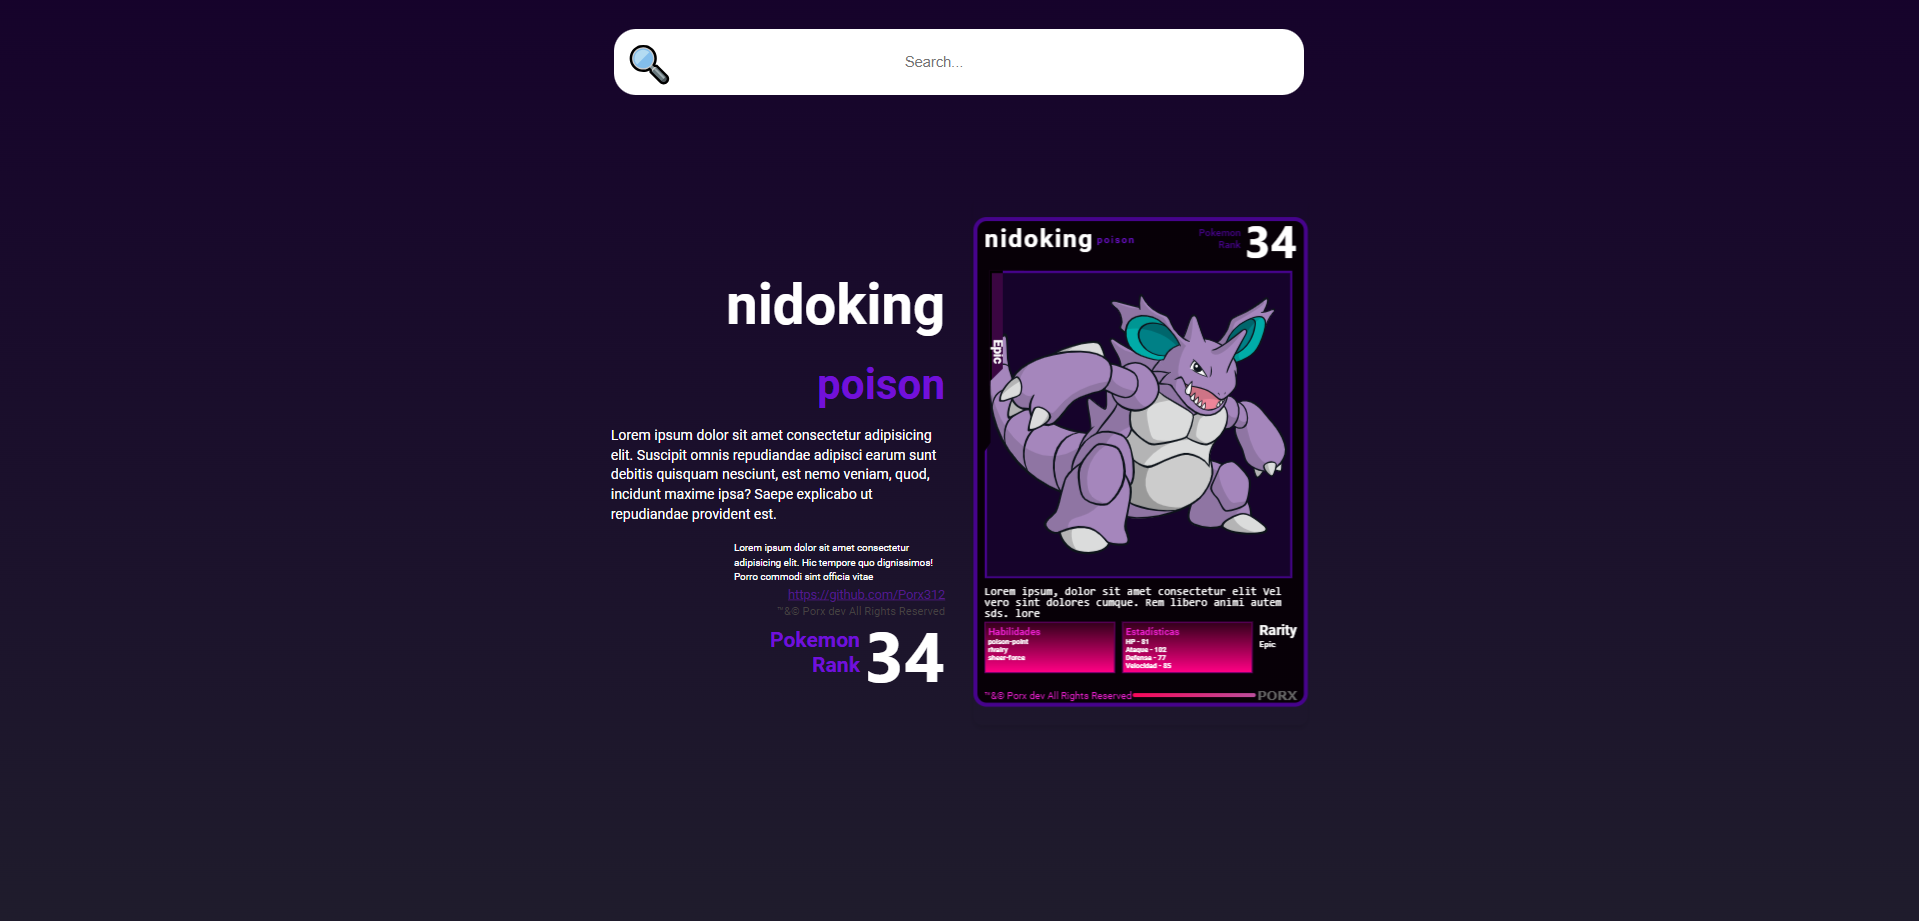 Search...
nidoking
poison
Lorem ipsum dolor sit amet consectetur adipisicing
elit. Suscipit omnis repudiandae adipisci earum sunt
debitis quisquam nesciunt, est nemo veniam, quod,
incidunt maxime ipsa? Saepe explicabo ut
repudiandae provident est.
Lorem ipsum dolor sit amet consectetur
adipisicing elit. Hic tempore quo dignissimos!
Porro commodi sint officia vitae
https://github.com/Porx312
™&© Porx dev All Rights Reserved
Pokemon
Rank
34
nidoking poison
Pokemon
Rank
34
Epic
Lorem ipsum, dolor sit amet consectetur elit Vel
vero sint dolores cumque. Rem libero animi autem
sds. lore
Habilidades
poison-point
rivalry
sheer-force
Estadísticas
HP - 81
Ataque - 102
Defensa - 77
Velocidad - 85
Rarity
Epic
™&© Porx dev All Rights Reserved
PORX